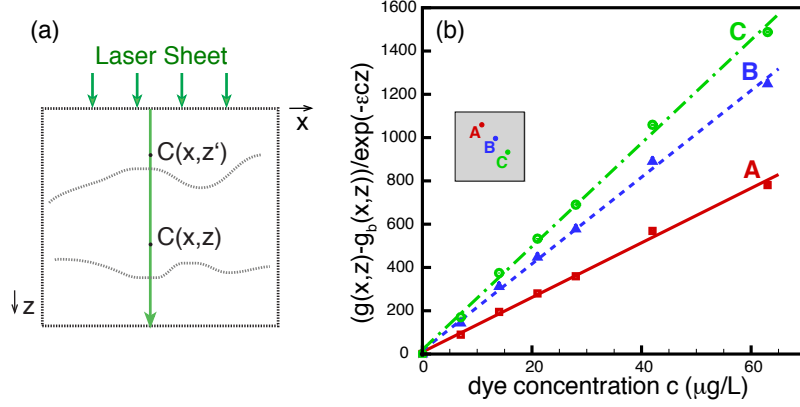 (a)
Laser Sheet
x
C(x,z‘)
C(x,z)
z
(b)
(g(x,z)-g_b(x,z))/exp(-εcz)
1600
1400
1200
1000
800
600
400
200
0
0
20
40
60
dye concentration c (μg/L)
A
B
C
C
B
A